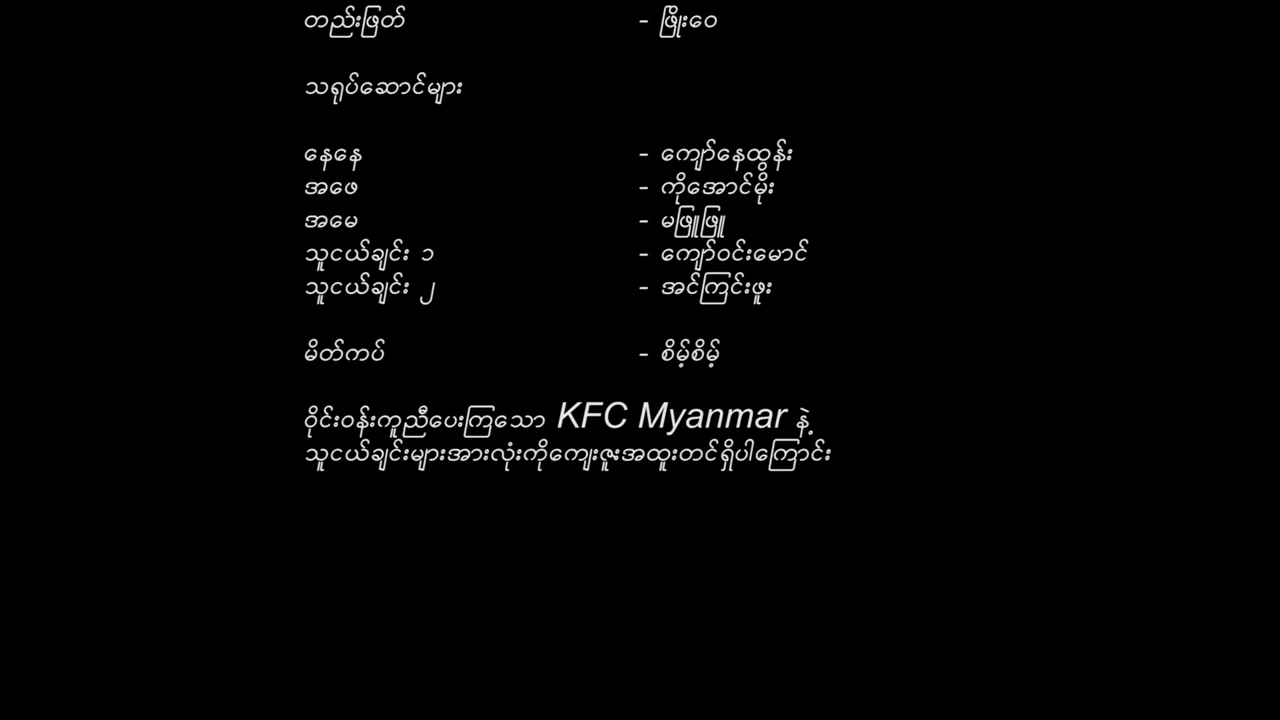 တည်းဖြတ် - ဖြိုးဝေ
သရုပ်ဆောင်များ
နေနေ - ကျော်နေထွန်း
အဖေ - ကိုအောင်မိုး
အမေ - မဖြူဖြူ
သူငယ်ချင်း ၁ - ကျော်ဝင်းမောင်
သူငယ်ချင်း ၂ - အင်ကြင်းဖူး
မိတ်ကပ် - စိမ့်စိမ့်
ဝိုင်းဝန်းကူညီပေးကြသော KFC Myanmar နဲ့
သူငယ်ချင်းများအားလုံးကိုကျေးဇူးအထူးတင်ရှိပါကြောင်း